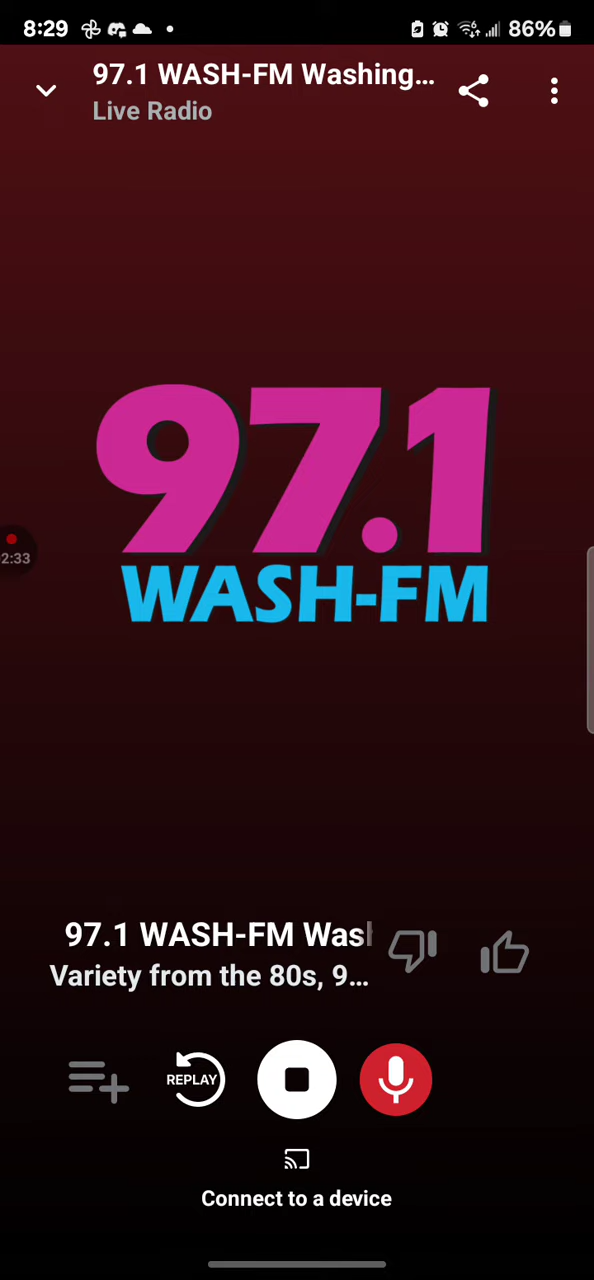 8:29 86%
97.1 WASH-FM Washing...
Live Radio
97.1
WASH-FM
2:33
97.1 WASH-FM Wash
Variety from the 80s, 9...
REPLAY
Connect to a device